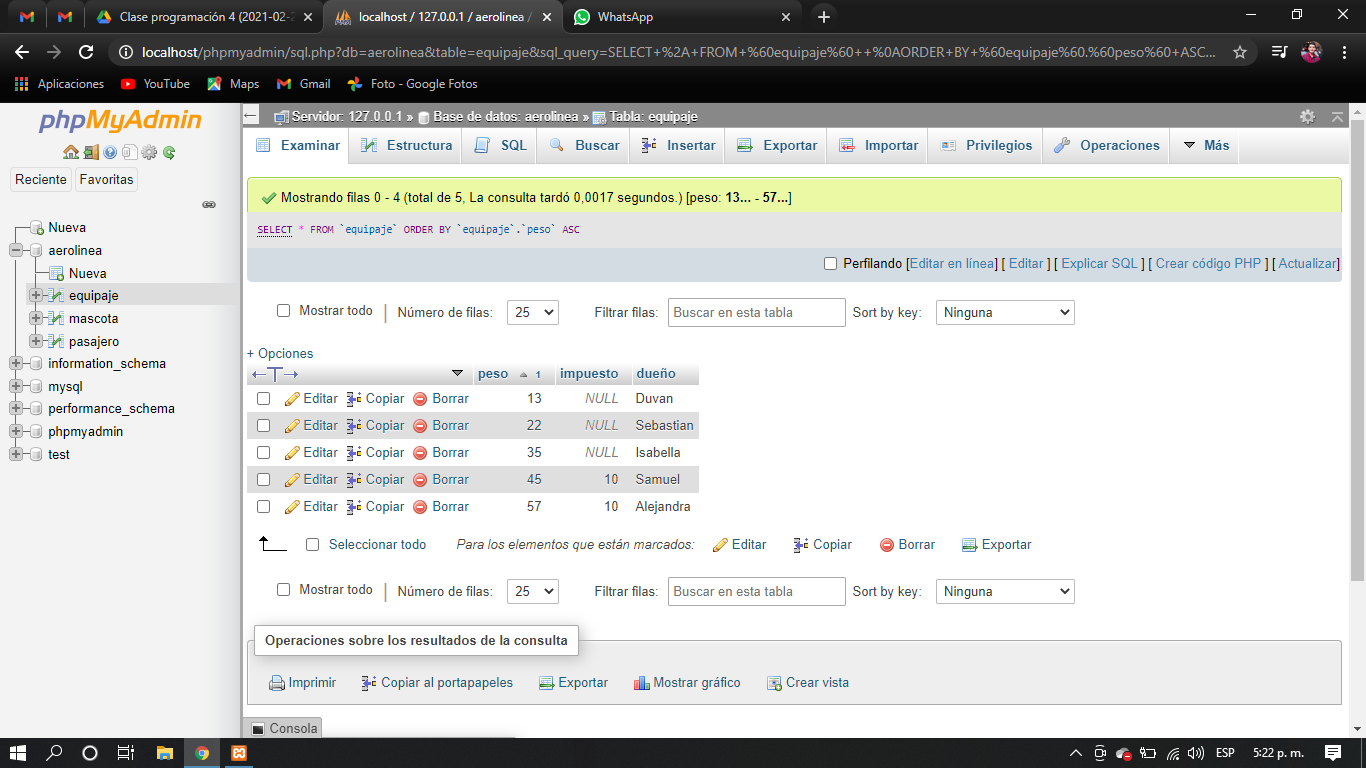 Clase programación 4 (2021-02-2
localhost / 127.0.0.1 / aerolinea /
WhatsApp
localhost/phpmyadmin/sql.php?db=aerolinea&table=equipaje&sql_query=SELECT+%2A+FROM+%60equipaje%60++%0AORDER+BY+%60equipaje%60.%60peso%60+ASC...
Aplicaciones YouTube Maps Gmail Foto - Google Fotos
phpMyAdmin
Reciente Favoritas
Nueva
aerolinea
Nueva
equipaje
mascota
pasajero
information_schema
mysql
performance_schema
phpmyadmin
test
Servidor: 127.0.0.1 » Base de datos: aerolinea » Tabla: equipaje
Examinar Estructura SQL Buscar Insertar Exportar Importar Privilegios Operaciones Más
Mostrando filas 0 - 4 (total de 5, La consulta tardó 0,0017 segundos.) [peso: 13... - 57...]
SELECT * FROM `equipaje` ORDER BY `equipaje`.`peso` ASC
Perfilando [Editar en línea] [ Editar ] [ Explicar SQL ] [ Crear código PHP ] [ Actualizar]
Mostrar todo | Número de filas: 25 Filtrar filas: Buscar en esta tabla Sort by key: Ninguna
+ Opciones
←T→ peso 1 impuesto dueño
Editar Copiar Borrar 13 NULL Duvan
Editar Copiar Borrar 22 NULL Sebastian
Editar Copiar Borrar 35 NULL Isabella
Editar Copiar Borrar 45 10 Samuel
Editar Copiar Borrar 57 10 Alejandra
Seleccionar todo Para los elementos que están marcados: Editar Copiar Borrar Exportar
Mostrar todo | Número de filas: 25 Filtrar filas: Buscar en esta tabla Sort by key: Ninguna
Operaciones sobre los resultados de la consulta
Imprimir Copiar al portapapeles Exportar Mostrar gráfico Crear vista
Consola
ESP 5:22 p. m.